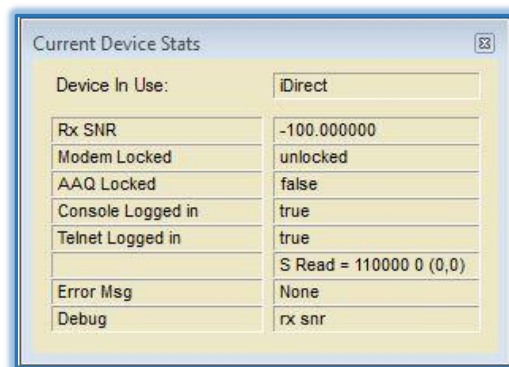 Current Device Stats
Device In Use: iDirect
Rx SNR -100.000000
Modem Locked unlocked
AAQ Locked false
Console Logged in true
Telnet Logged in true
S Read = 110000 0 (0,0)
Error Msg None
Debug rx snr